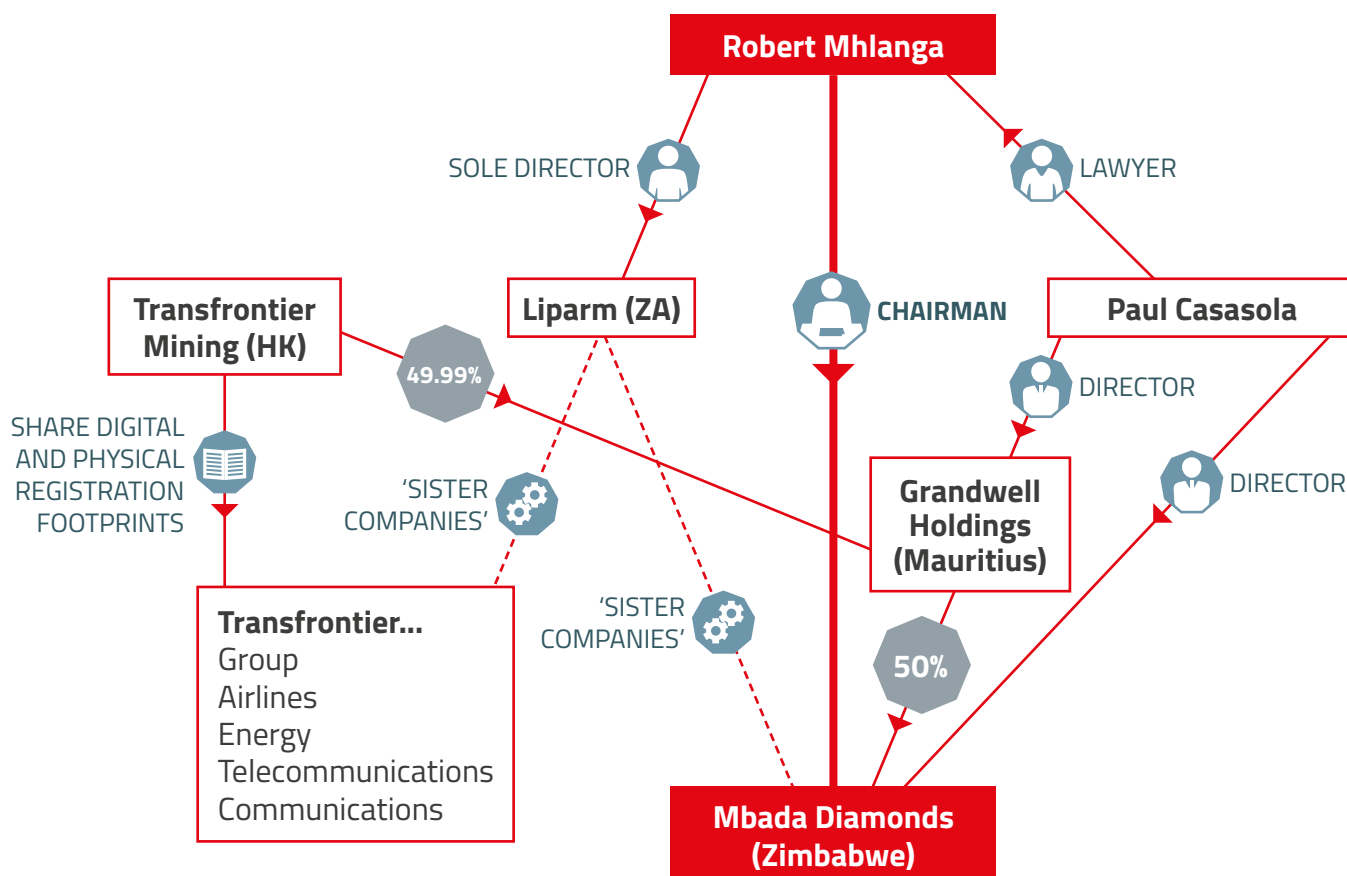 Robert Mhlanga
SOLE DIRECTOR
LAWYER
Transfrontier
Mining (HK)
Liparm (ZA)
CHAIRMAN
Paul Casasola
49.99%
DIRECTOR
SHARE DIGITAL
AND PHYSICAL
REGISTRATION
FOOTPRINTS
'SISTER
COMPANIES'
Grandwell
Holdings
(Mauritius)
DIRECTOR
Transfrontier...
Group
Airlines
Energy
Telecommunications
Communications
'SISTER
COMPANIES'
50%
Mbada Diamonds
(Zimbabwe)